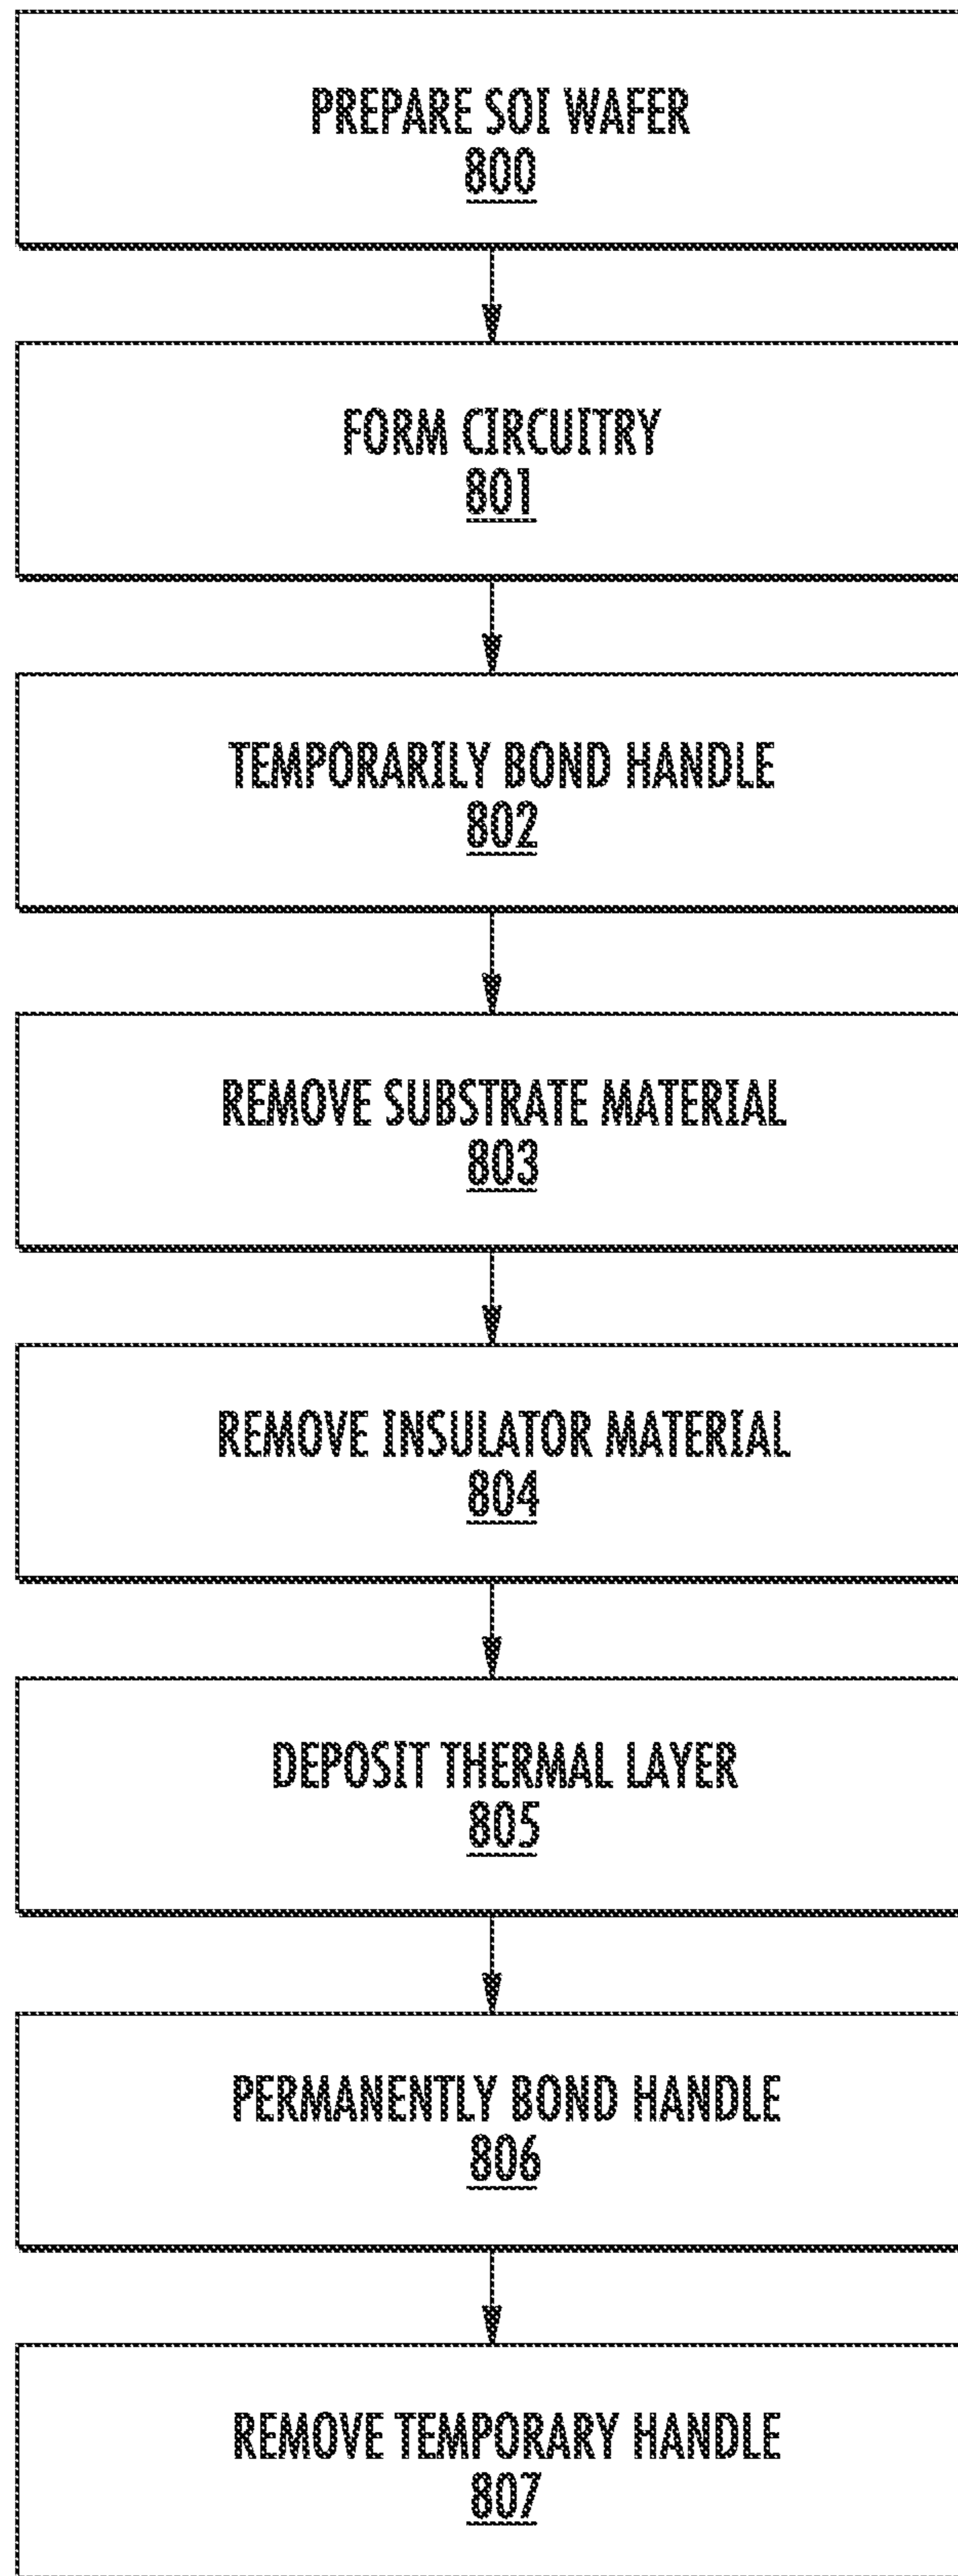 PREPARE SOI WAFER
800
FORM CIRCUITRY
801
TEMPORARILY BOND HANDLE
802
REMOVE SUBSTRATE MATERIAL
803
REMOVE INSULATOR MATERIAL
804
DEPOSIT THERMAL LAYER
805
PERMANENTLY BOND HANDLE
806
REMOVE TEMPORARY HANDLE
807